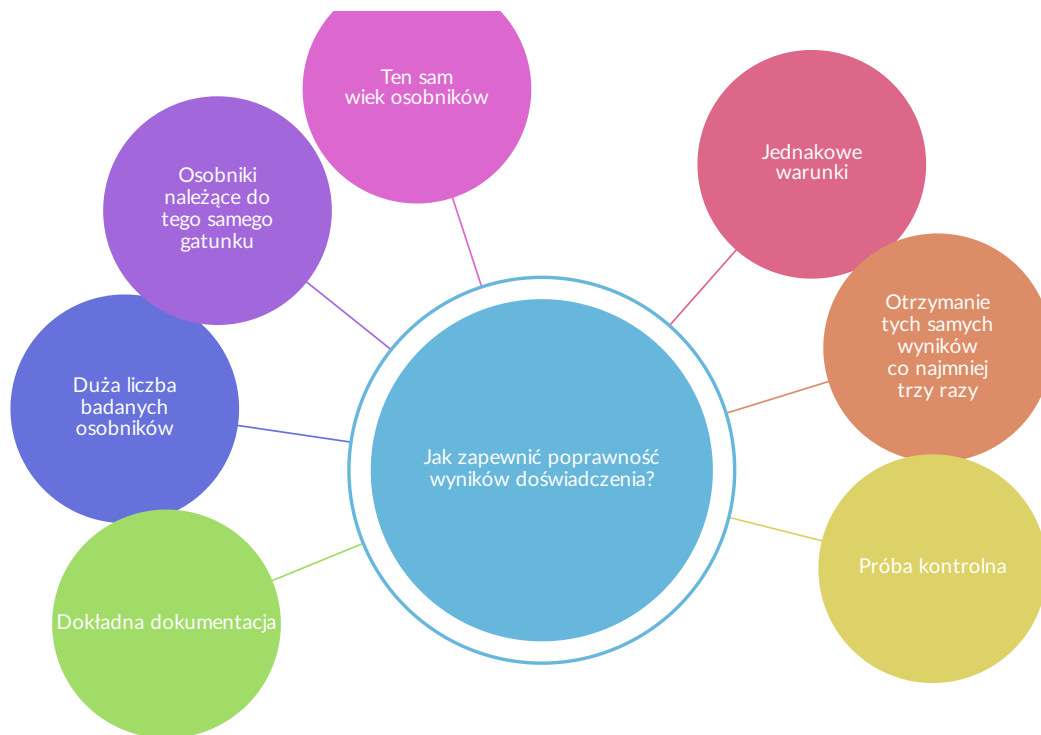 Ten sam
wiek osobników
Jednakowe
warunki
Osobniki
należące do
tego samego
gatunku
Otrzymanie
tych samych
wyników
co najmniej
trzy razy
Duża liczba
badanych
osobników
Jak zapewnić poprawność
wyników doświadczenia?
Próba kontrolna
Dokładna dokumentacja